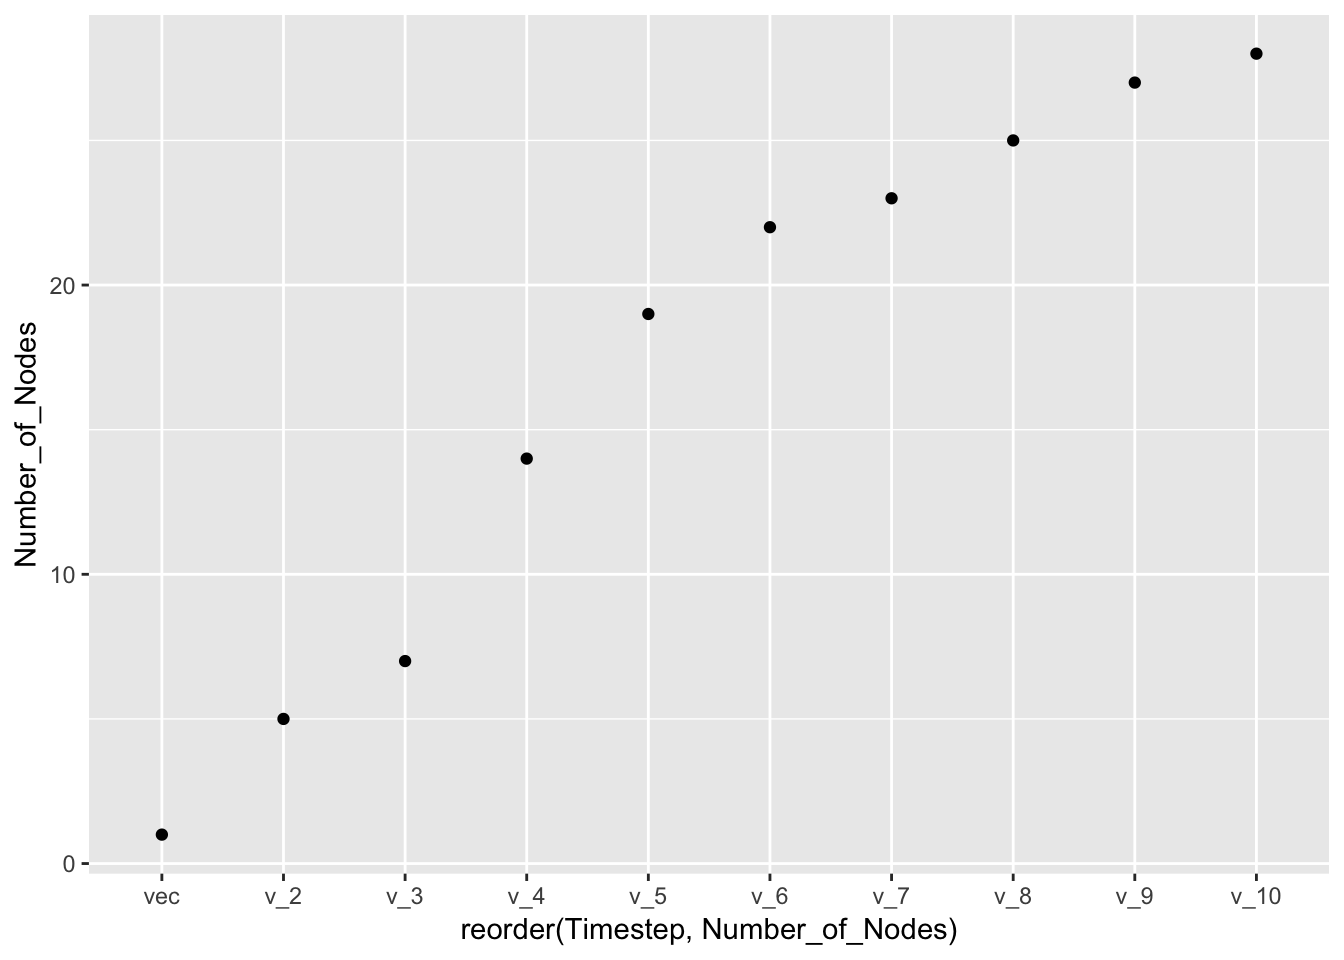 Number_of_Nodes
20
10
0
vec v_2 v_3 v_4 v_5 v_6 v_7 v_8 v_9 v_10
reorder(Timestep, Number_of_Nodes)